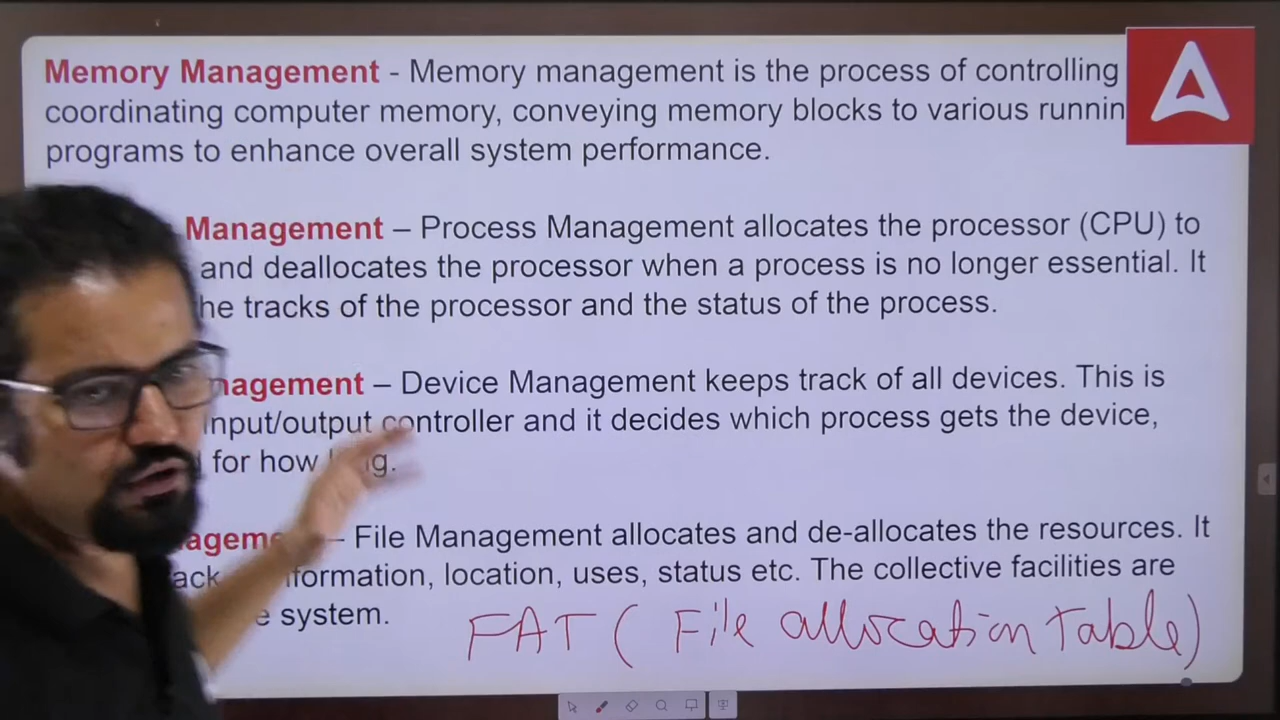 Memory Management - Memory management is the process of controlling
coordinating computer memory, conveying memory blocks to various runnin
programs to enhance overall system performance.
Management – Process Management allocates the processor (CPU) to
and deallocates the processor when a process is no longer essential. It
he tracks of the processor and the status of the process.
nagement – Device Management keeps track of all devices. This is
input/output controller and it decides which process gets the device,
for how
agem – File Management allocates and de-allocates the resources. It
ack formation, location, uses, status etc. The collective facilities are
e system.
FAT ( File allocation Table)